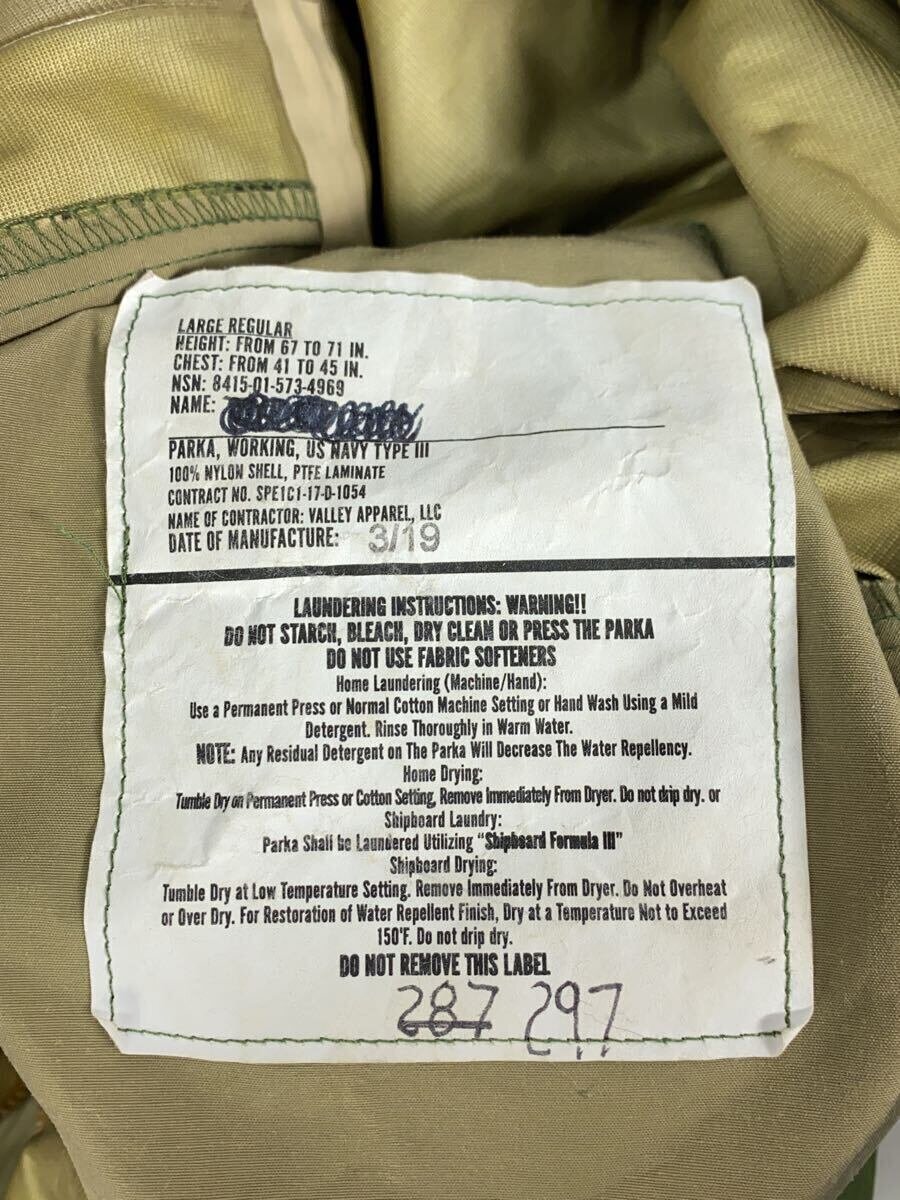 LARGE REGULAR
HEIGHT: FROM 67 TO 71 IN.
CHEST: FROM 41 TO 45 IN.
NSN: 8415-01-573-4969
NAME:
PARKA, WORKING, US NAVY TYPE III
100% NYLON SHELL, PTFE LAMINATE
CONTRACT NO. SPE1C1-17-D-1054
NAME OF CONTRACTOR: VALLEY APPAREL, LLC
DATE OF MANUFACTURE: 3/19
LAUNDERING INSTRUCTIONS: WARNING!!
DO NOT STARCH, BLEACH, DRY CLEAN OR PRESS THE PARKA
DO NOT USE FABRIC SOFTENERS
Home Laundering (Machine/Hand):
Use a Permanent Press or Normal Cotton Machine Setting or Hand Wash Using a Mild
Detergent. Rinse Thoroughly in Warm Water.
NOTE: Any Residual Detergent on The Parka Will Decrease The Water Repellency.
Home Drying:
Tumble Dry on Permanent Press or Cotton Setting, Remove Immediately From Dryer. Do not drip dry. or
Shipboard Laundry:
Parka Shall be Laundered Utilizing "Shipboard Formula III"
Shipboard Drying:
Tumble Dry at Low Temperature Setting. Remove Immediately From Dryer. Do Not Overheat
or Over Dry. For Restoration of Water Repellent Finish, Dry at a Temperature Not to Exceed
150°F. Do not drip dry.
DO NOT REMOVE THIS LABEL
287 297